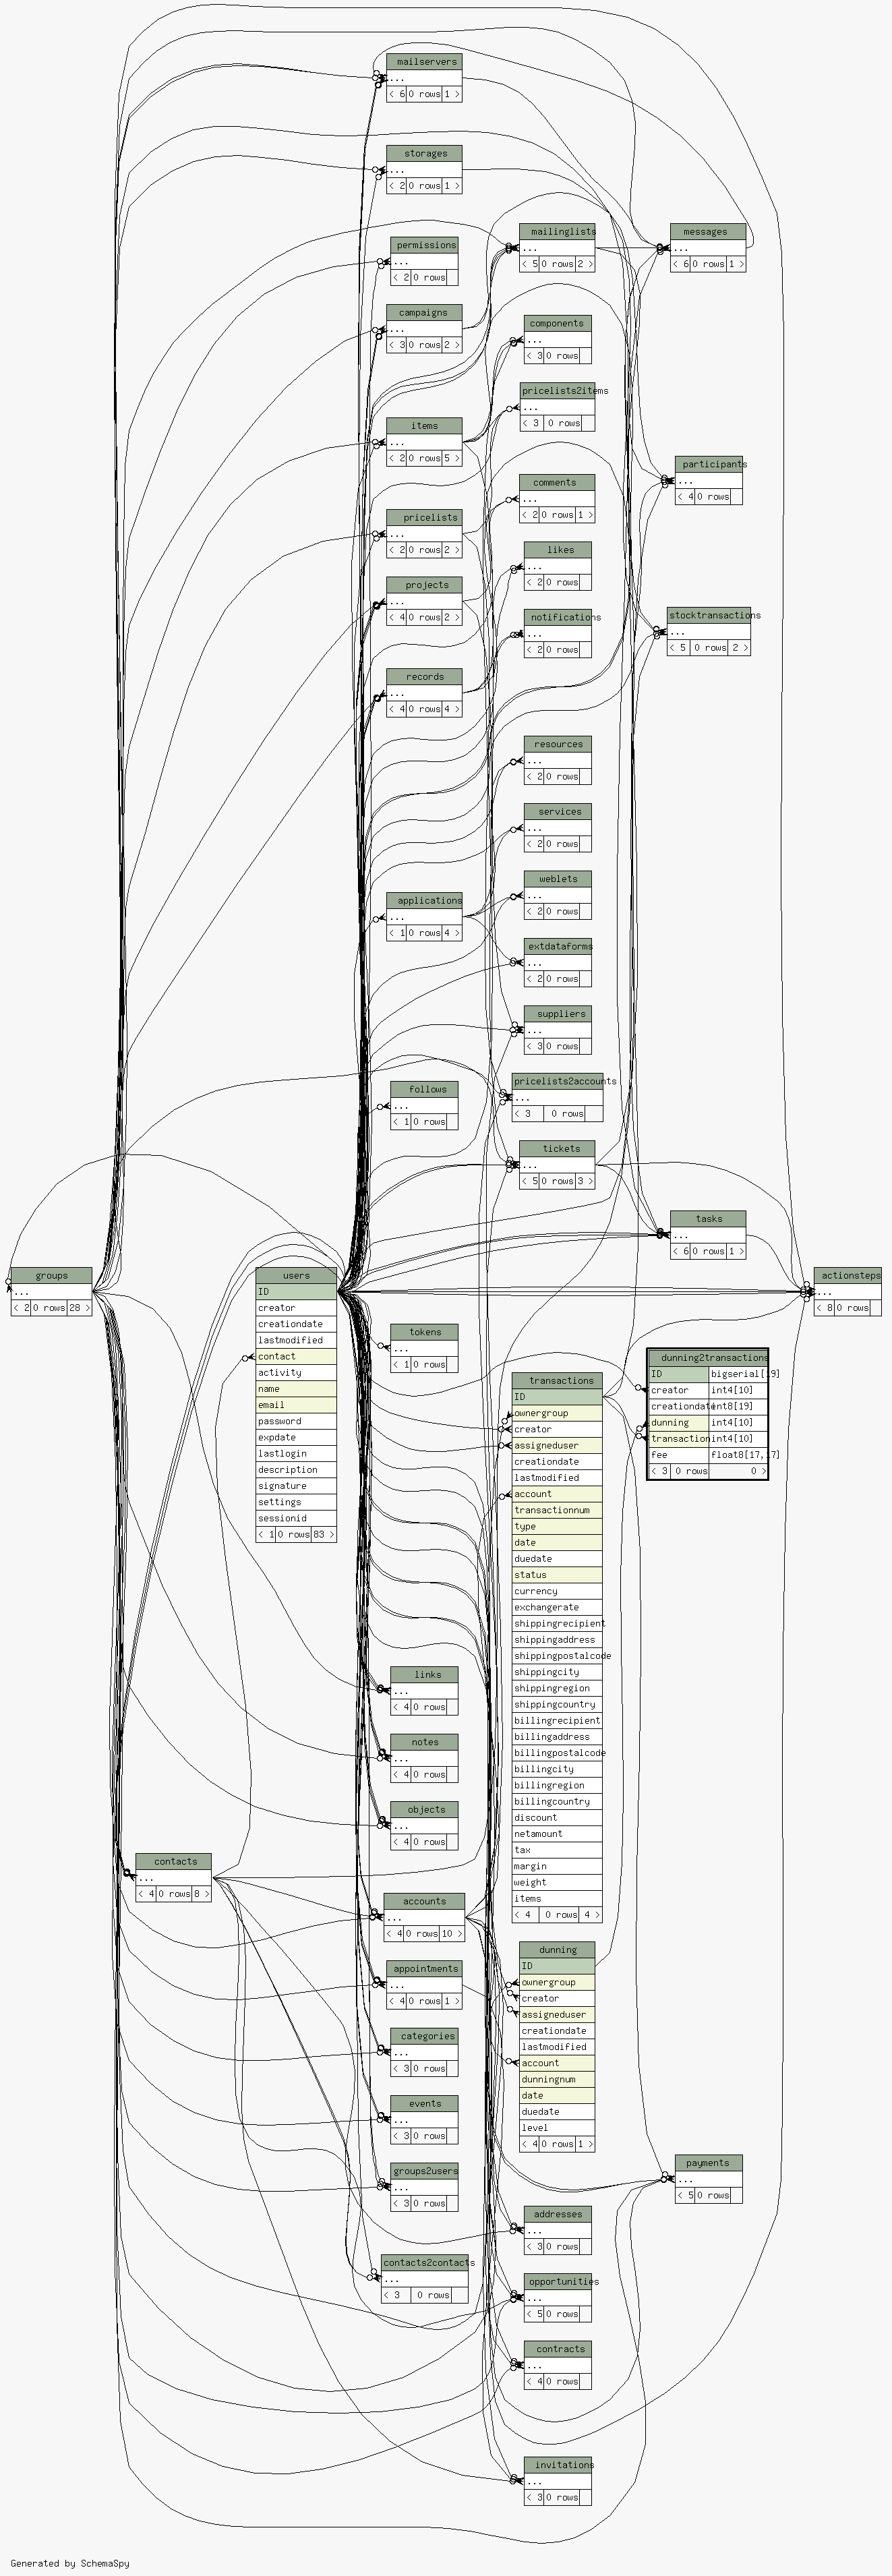 mailservers
...
< 6 0 rows 1 >
storages
...
< 2 0 rows 1 >
permissions
...
< 2 0 rows
campaigns
...
< 3 0 rows 2 >
items
...
< 2 0 rows 5 >
pricelists
...
< 2 0 rows 2 >
projects
...
< 4 0 rows 2 >
records
...
< 4 0 rows 4 >
applications
...
< 1 0 rows 4 >
follows
...
< 1 0 rows
mailinglists
...
< 5 0 rows 2 >
components
...
< 3 0 rows
pricelists2items
...
< 3 0 rows
comments
...
< 2 0 rows 1 >
likes
...
< 2 0 rows
notifications
...
< 2 0 rows
resources
...
< 2 0 rows
services
...
< 2 0 rows
weblets
...
< 2 0 rows
extdataforms
...
< 2 0 rows
suppliers
...
< 3 0 rows
pricelists2accounts
...
< 3 0 rows
tickets
...
< 5 0 rows 3 >
messages
...
< 6 0 rows 1 >
participants
...
< 4 0 rows
stocktransactions
...
< 5 0 rows 2 >
tasks
...
< 6 0 rows 1 >
actionsteps
...
< 8 0 rows
groups
...
< 2 0 rows 28 >
users
ID
creator
creationdate
lastmodified
contact
activity
name
email
password
expdate
lastlogin
description
signature
settings
sessionid
< 1 0 rows 83 >
tokens
...
< 1 0 rows
transactions
ID
ownergroup
creator
assigneduser
creationdate
lastmodified
account
transactionnum
type
date
duedate
status
currency
exchangerate
shippingrecipient
shippingaddress
shippingpostalcode
shippingcity
shippingregion
shippingcountry
billingrecipient
billingaddress
billingpostalcode
billingcity
billingregion
billingcountry
discount
netamount
tax
margin
weight
items
< 4 0 rows 4 >
dunning2transactions
ID bigserial[19]
creator int4[10]
creationdate int8[19]
dunning int4[10]
transaction int4[10]
fee float8[17,17]
< 3 0 rows 0 >
links
...
< 4 0 rows
notes
...
< 4 0 rows
objects
...
< 4 0 rows
contacts
...
< 4 0 rows 8 >
accounts
...
< 4 0 rows 10 >
appointments
...
< 4 0 rows 1 >
categories
...
< 3 0 rows
events
...
< 3 0 rows
groups2users
...
< 3 0 rows
contacts2contacts
...
< 3 0 rows
dunning
ID
ownergroup
creator
assigneduser
creationdate
lastmodified
account
dunningnum
date
duedate
level
< 4 0 rows 1 >
payments
...
< 5 0 rows
addresses
...
< 3 0 rows
opportunities
...
< 5 0 rows
contracts
...
< 4 0 rows
invitations
...
< 3 0 rows
Generated by SchemaSpy